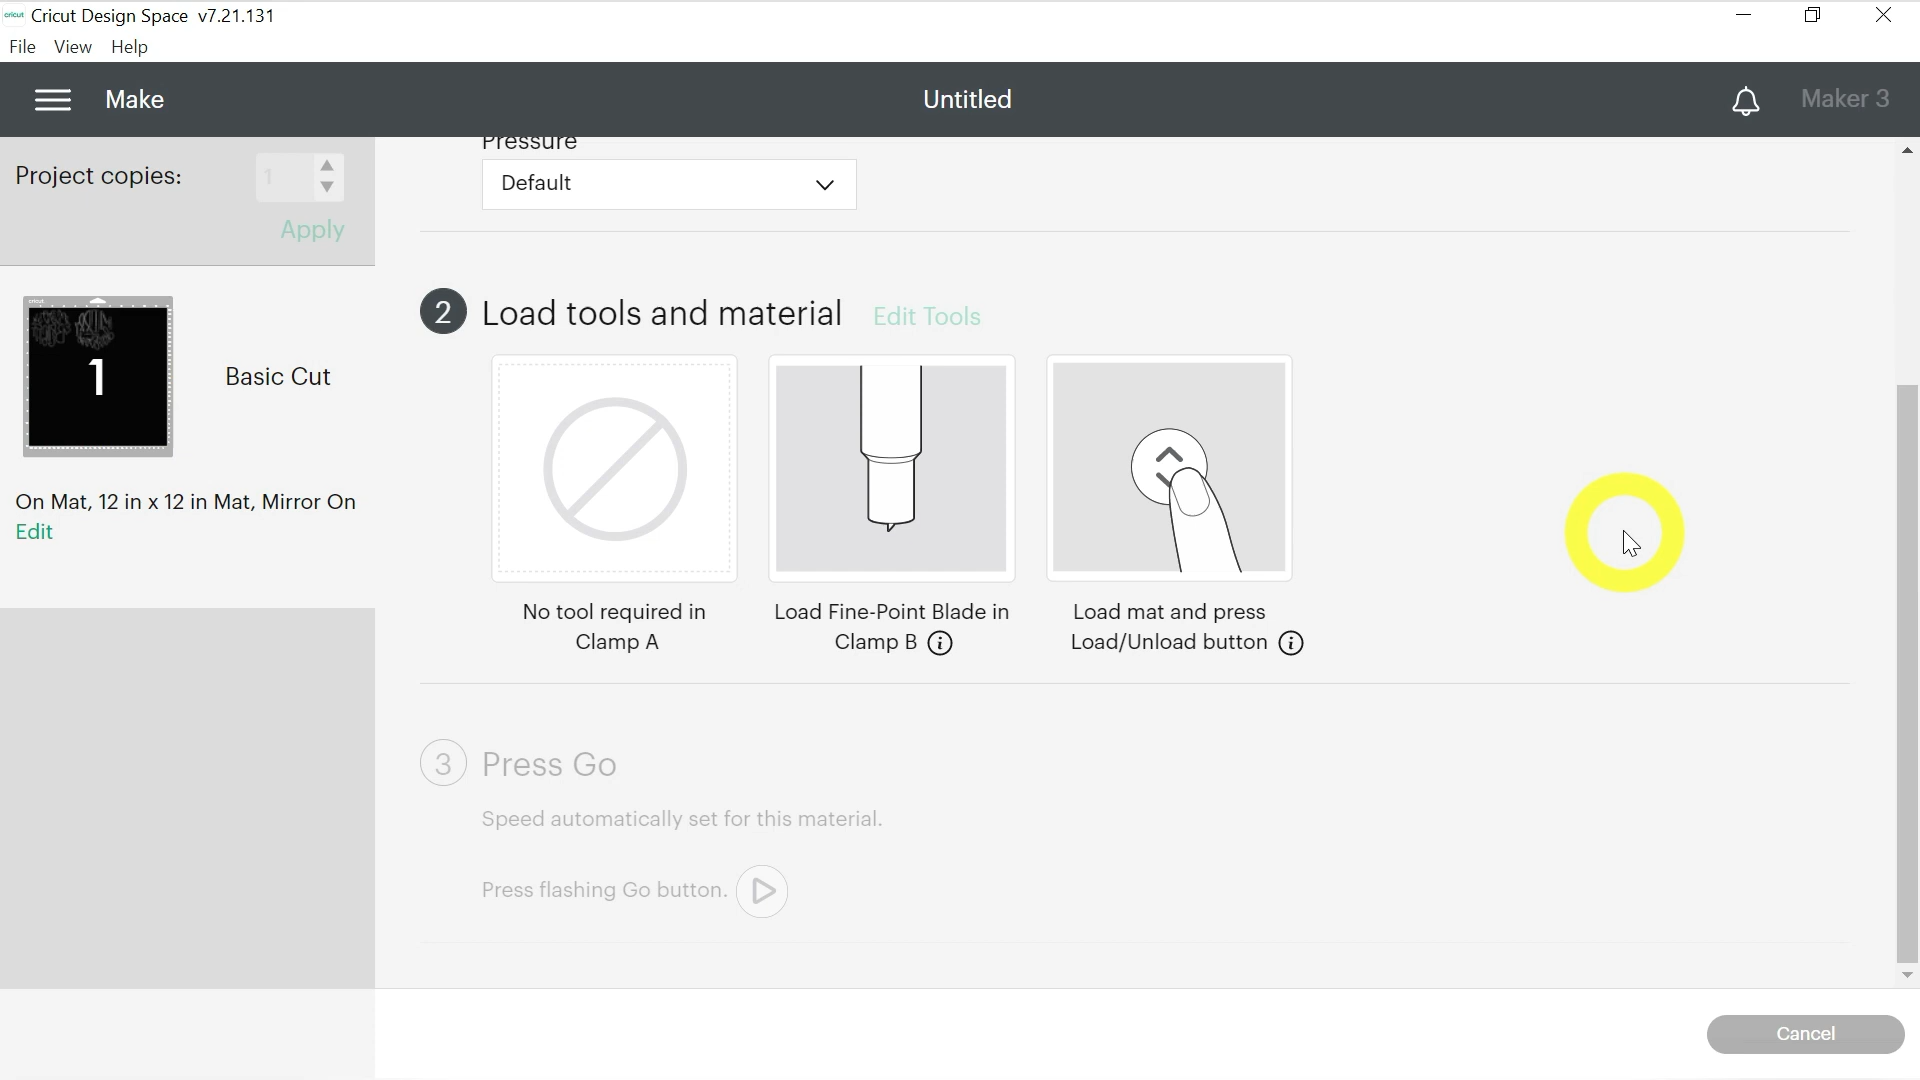 cricut Cricut Design Space v7.21.131
File View Help
Make
Untitled
Maker 3
Project copies:
1
Apply
cricut
1
Basic Cut
On Mat, 12 in x 12 in Mat, Mirror On
Edit
Pressure
Default
2 Load tools and material Edit Tools
No tool required in
Clamp A
Load Fine-Point Blade in
Clamp B i
Load mat and press
Load/Unload button i
3 Press Go
Speed automatically set for this material.
Press flashing Go button.
Cancel